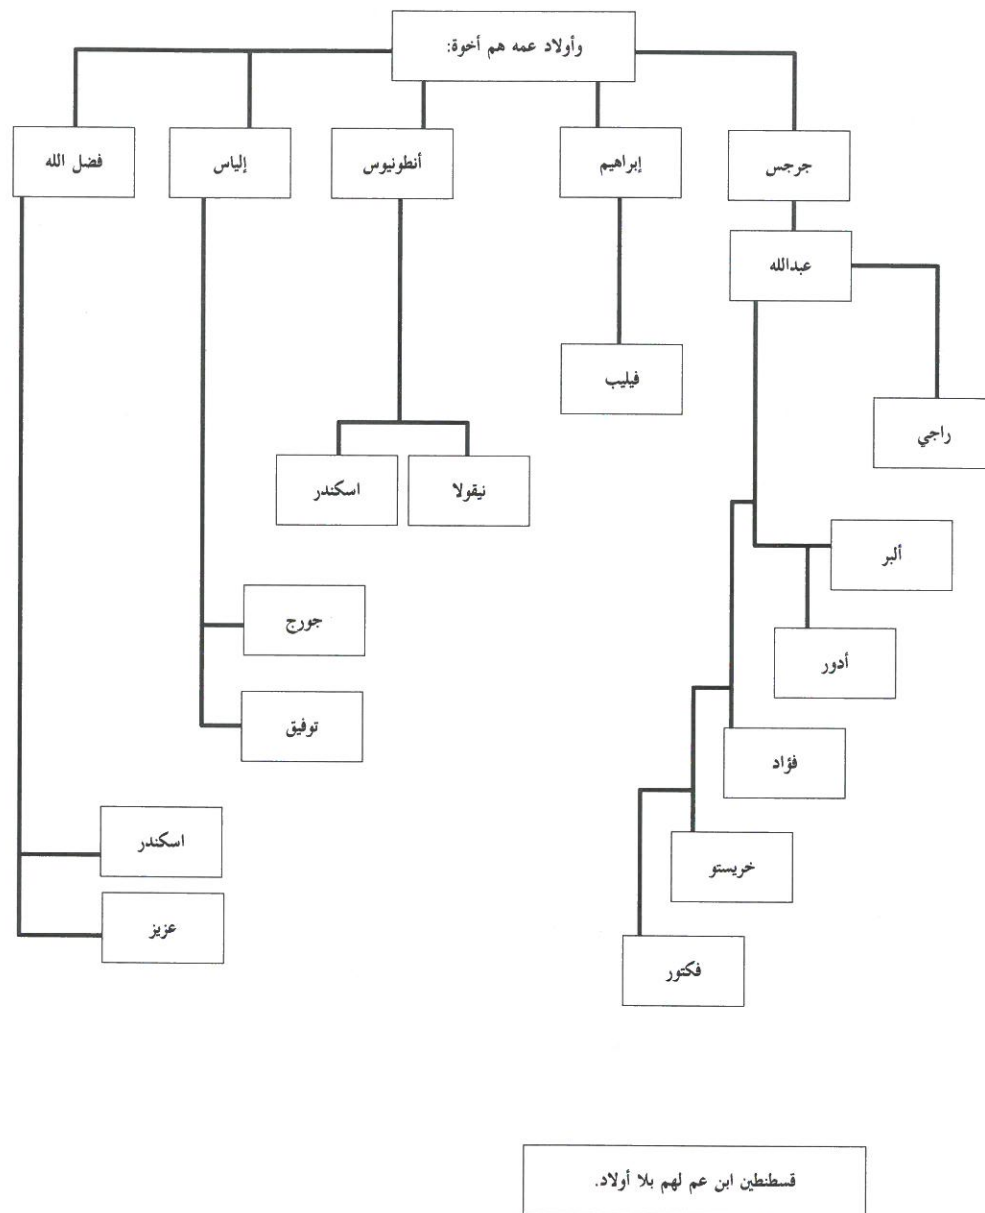 وأولاد عمه هم أخوة:
جرجس
إبراهيم
أنطونيوس
إلياس
فضل الله
عبدالله
فيليب
راجي
نيقولا
اسكندر
ألبر
جورج
أدور
توفيق
فؤاد
اسكندر
خريستو
عزيز
فكتور
قسطنطين ابن عم لهم بلا أولاد.